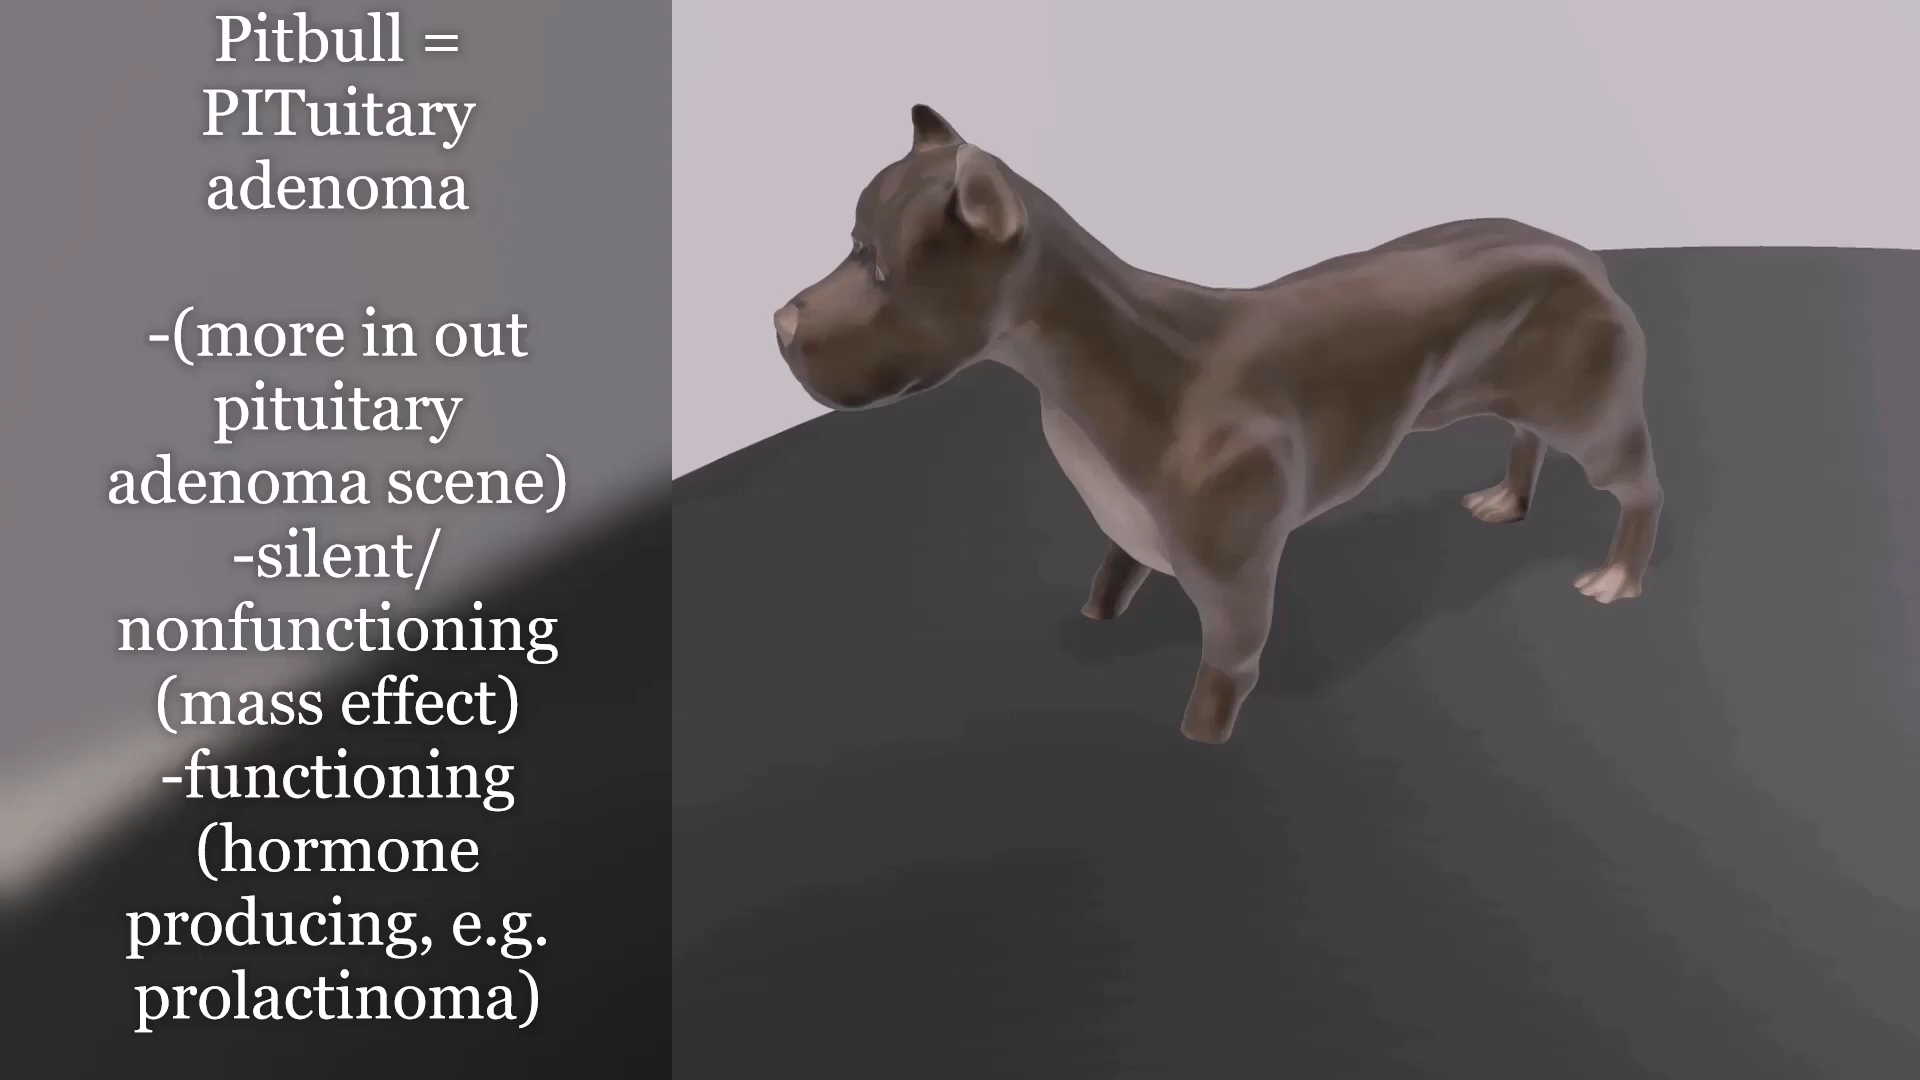 Pitbull =
PITuitary
adenoma
-(more in out
pituitary
adenoma scene)
-silent/
nonfunctioning
(mass effect)
-functioning
(hormone
producing, e.g.
prolactinoma)